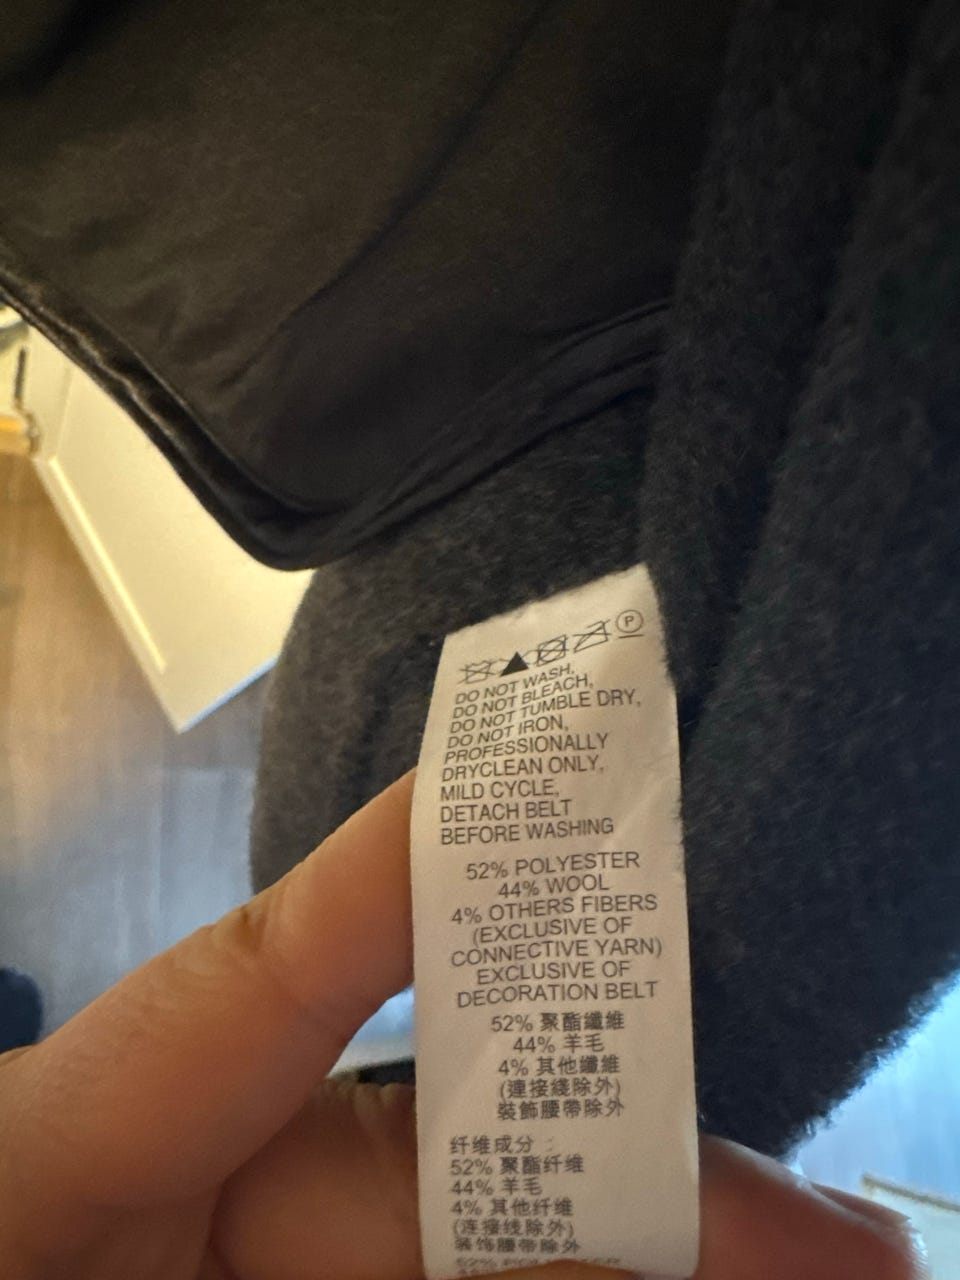 P
DO NOT WASH,
DO NOT BLEACH,
DO NOT TUMBLE DRY,
DO NOT IRON,
PROFESSIONALLY
DRYCLEAN ONLY,
MILD CYCLE,
DETACH BELT
BEFORE WASHING
52% POLYESTER
44% WOOL
4% OTHERS FIBERS
(EXCLUSIVE OF
CONNECTIVE YARN)
EXCLUSIVE OF
DECORATION BELT
52% 聚酯纖維
44% 羊毛
4% 其他纖維
(連接綫除外)
裝飾腰帶除外
纤维成分：
52% 聚酯纤维
44% 羊毛
4% 其他纤维
(连接线除外)
装饰腰带除外
52%